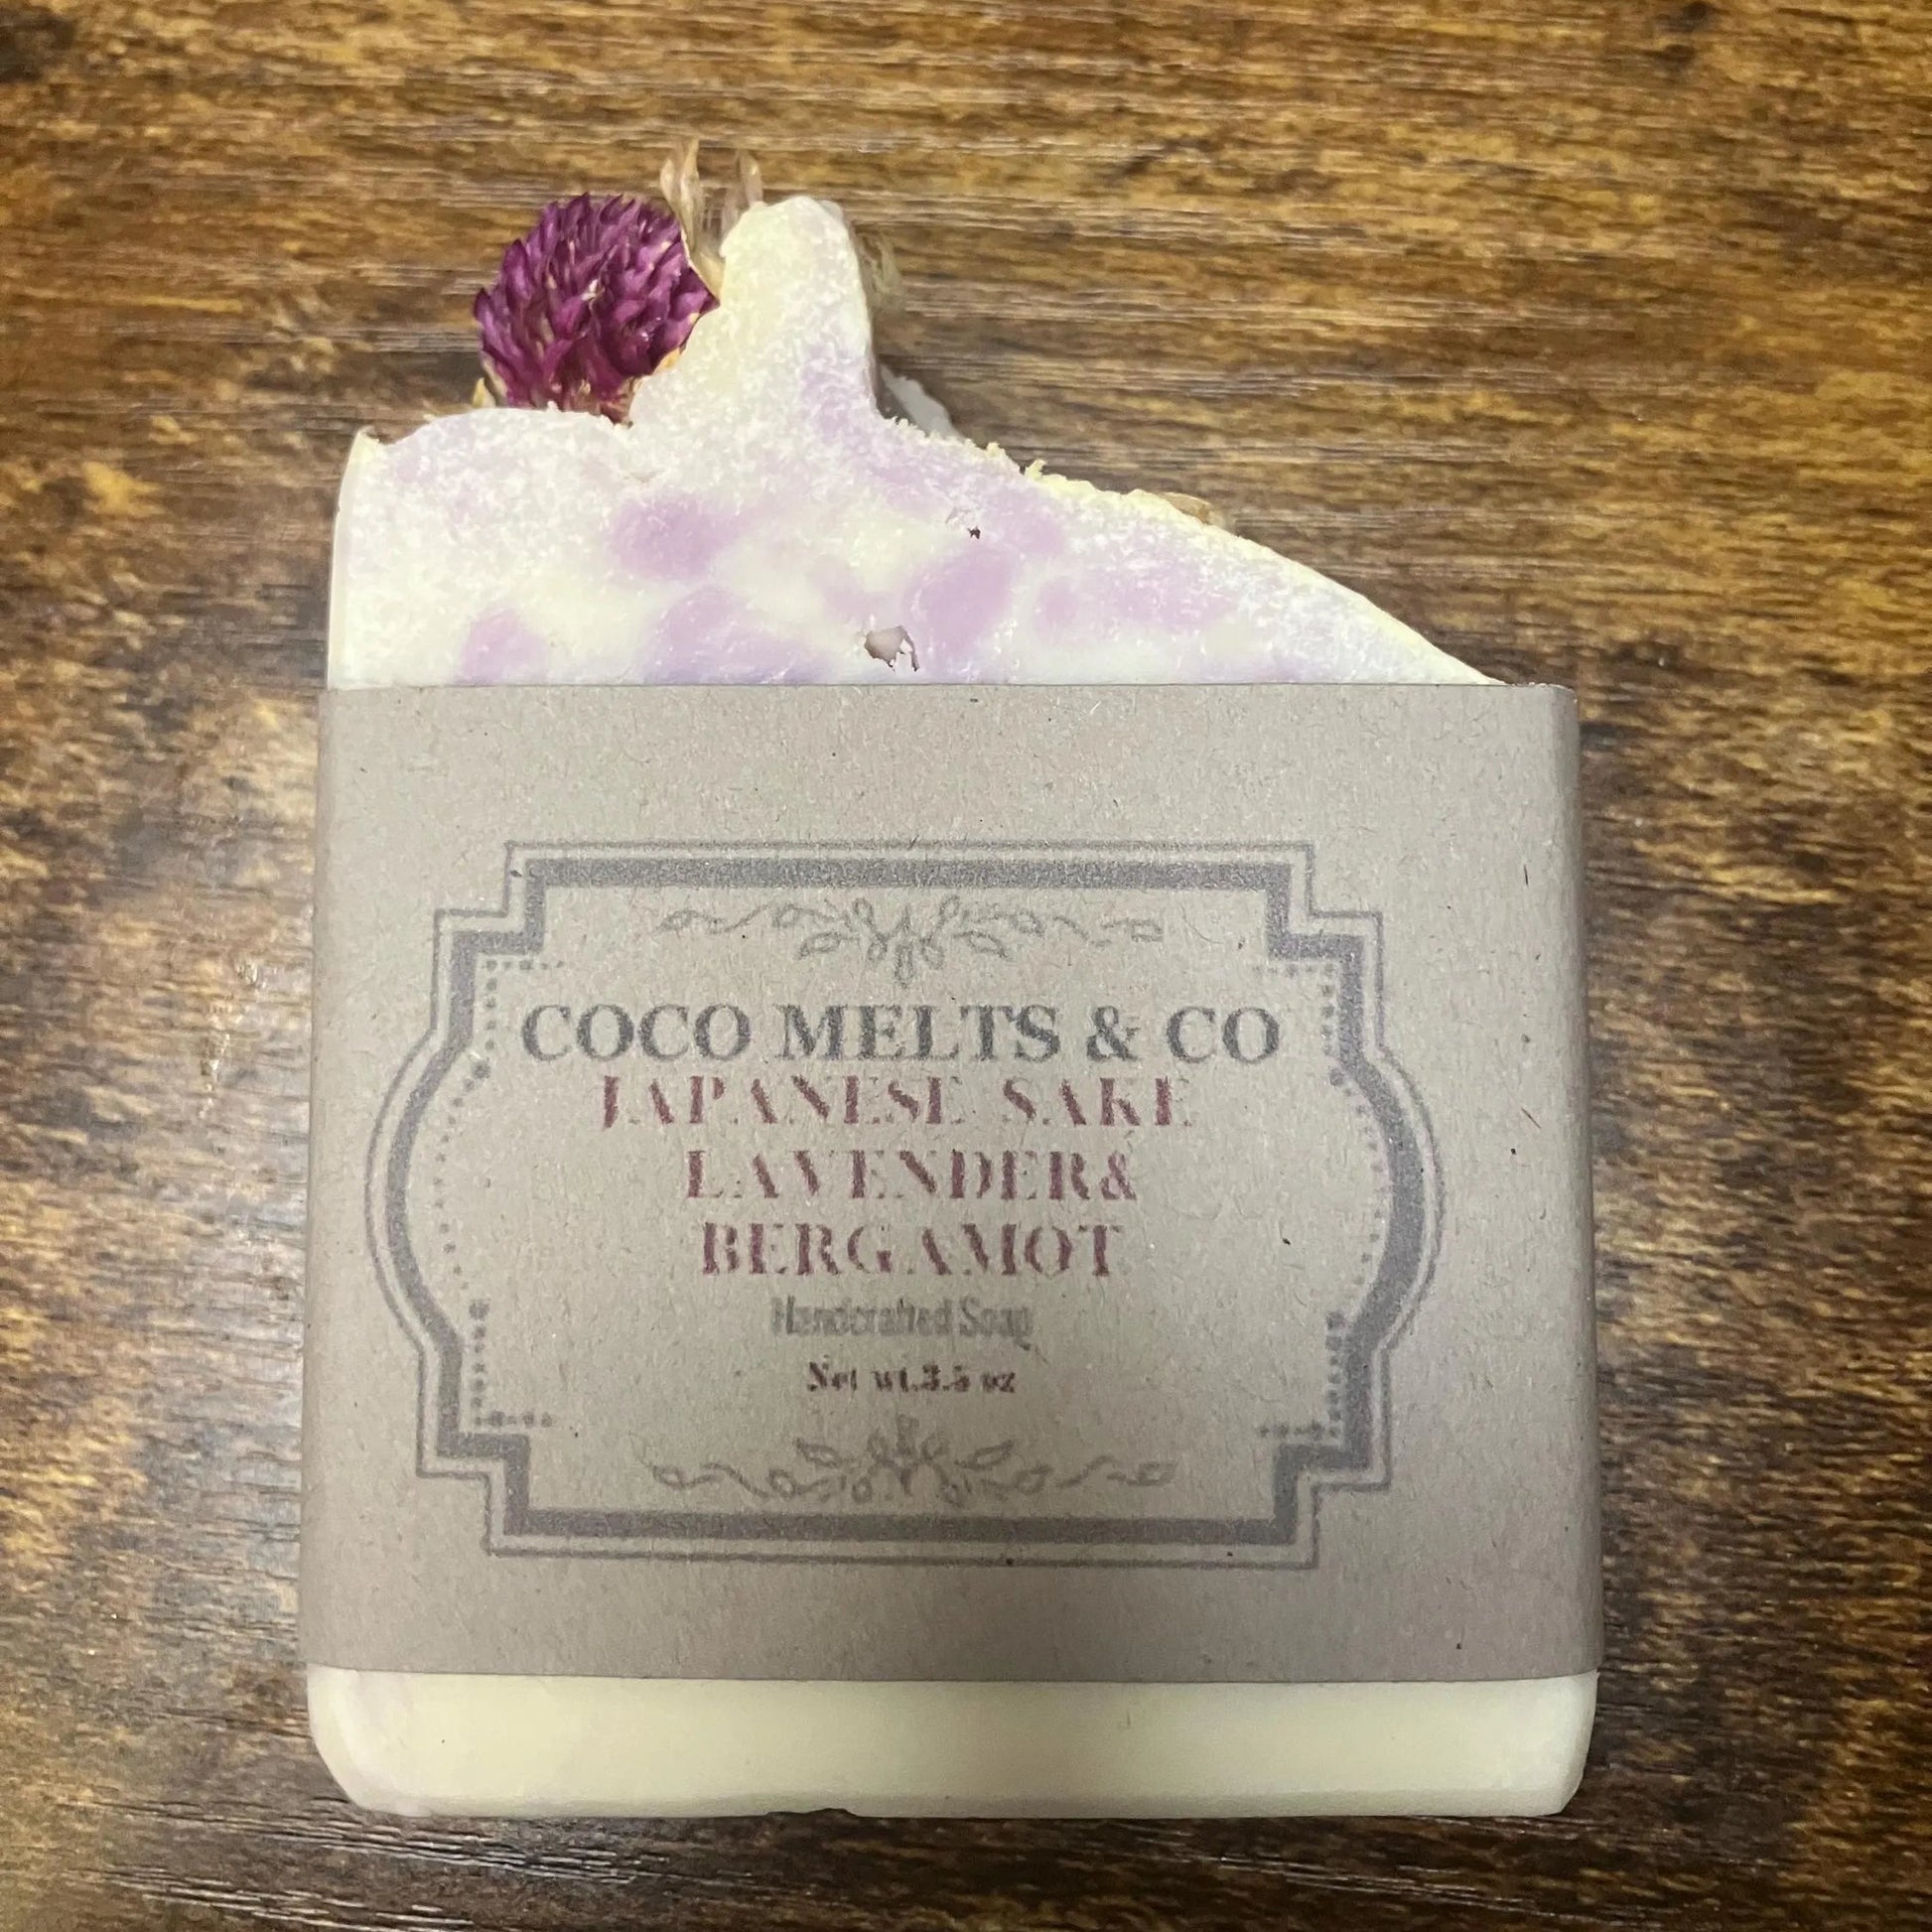 COCO MELTS & CO
JAPANESE SAKE
LAVENDER&
BERGAMOT
Handcrafted Soap
Net wt.3.5 oz